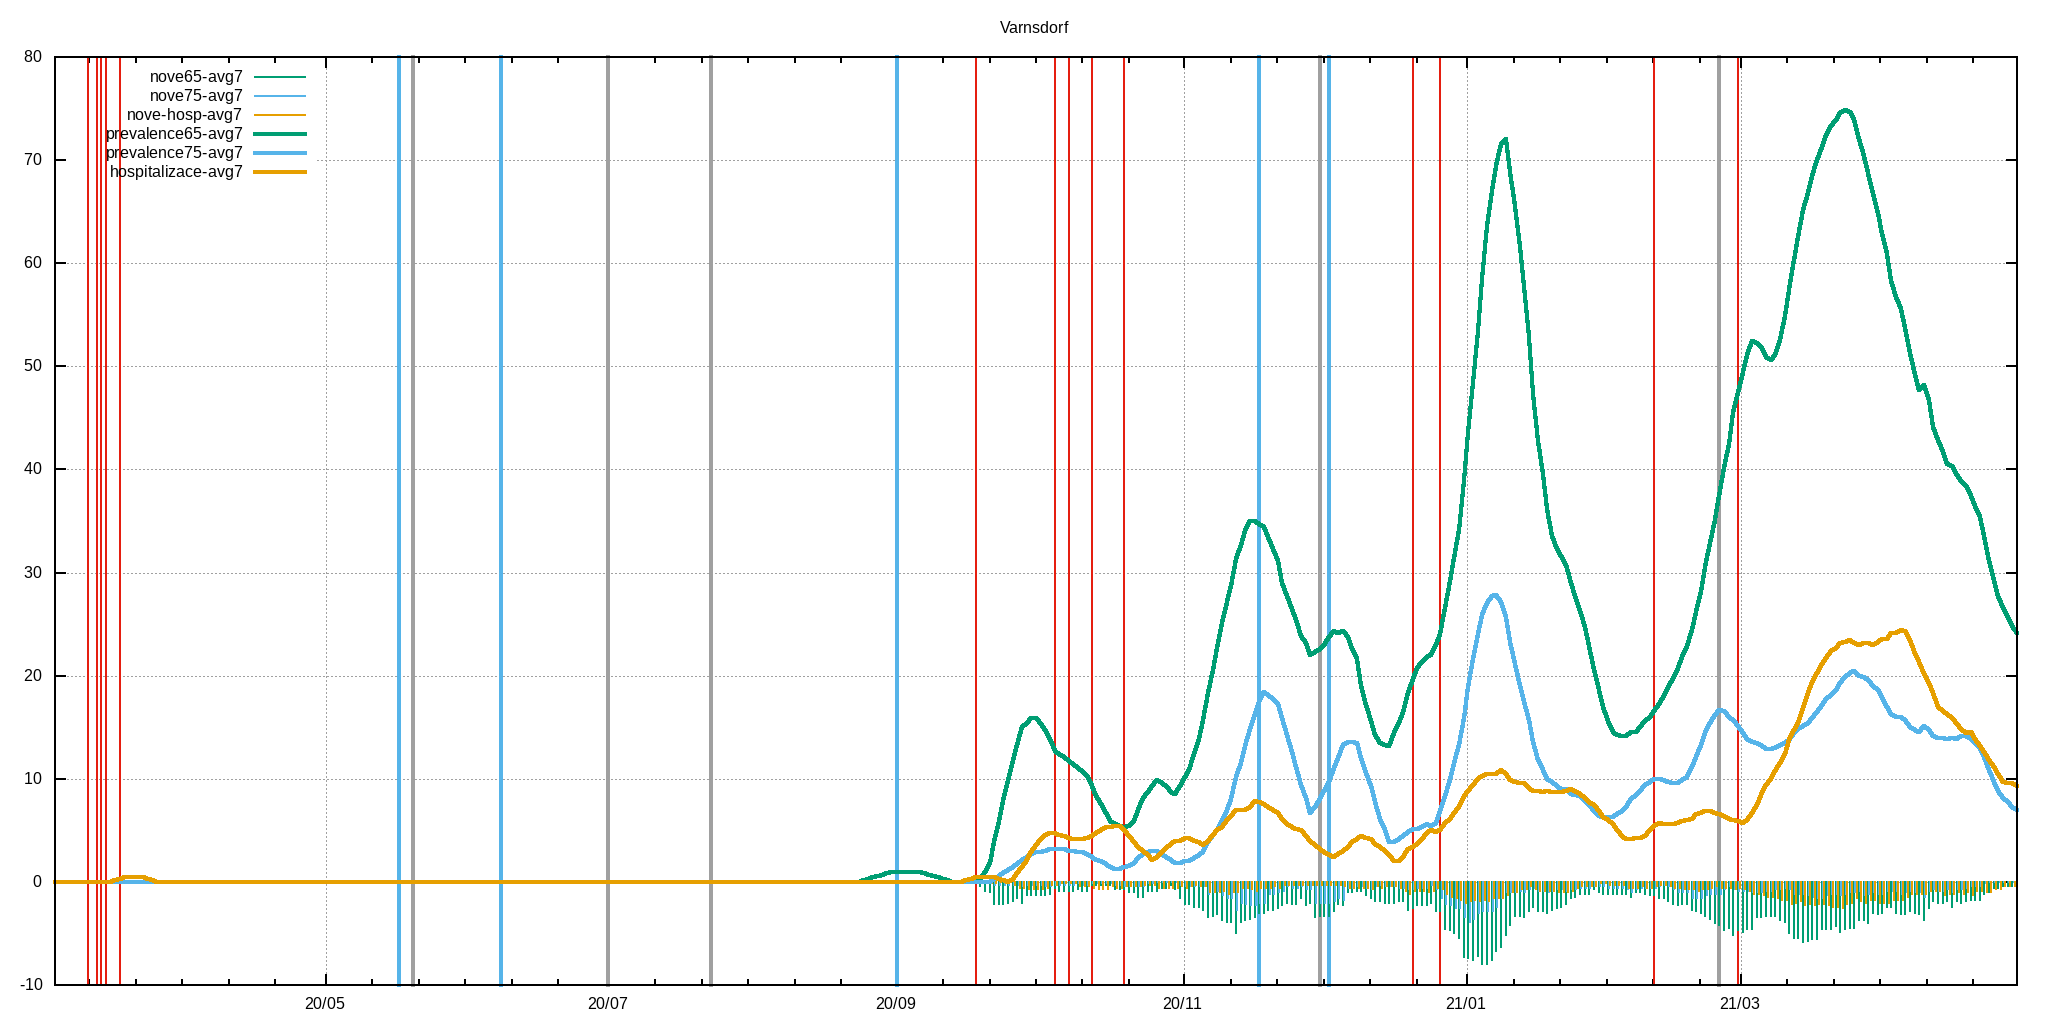 Varnsdorf
80
nove65-avg7
nove75-avg7
nove-hosp-avg7
prevalence65-avg7
prevalence75-avg7
hospitalizace-avg7
70
60
50
40
30
20
10
0
-10
20/05 20/07 20/09 20/11 21/01 21/03